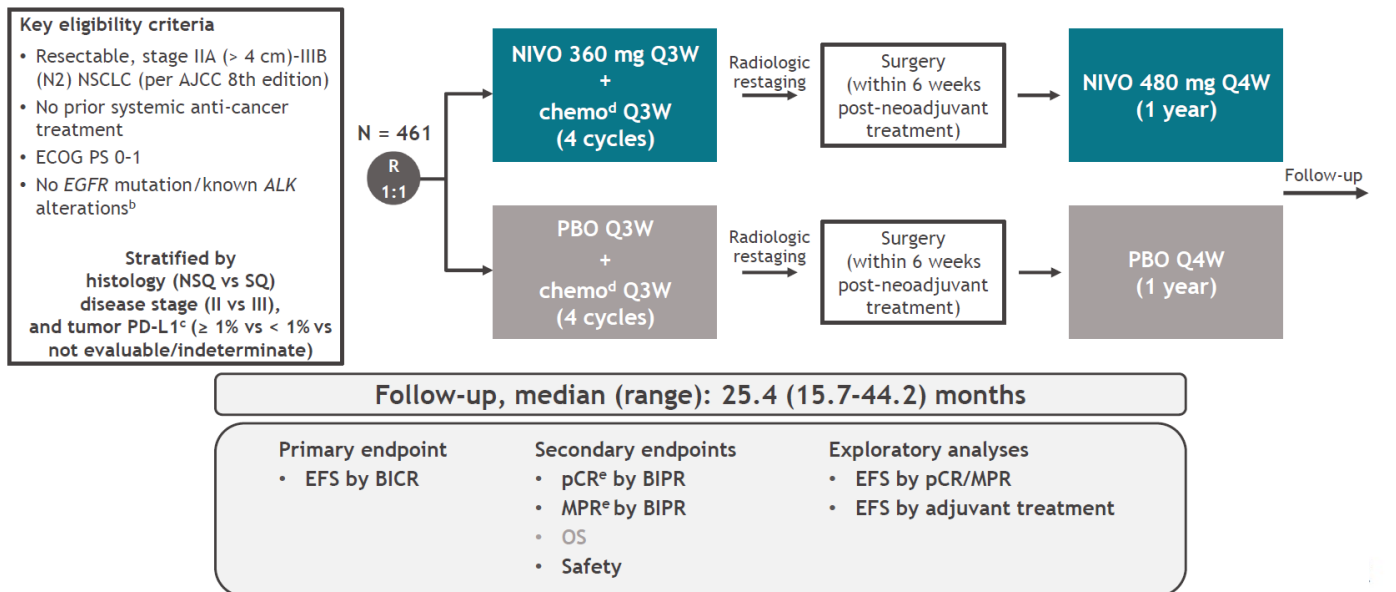 Key eligibility criteria
• Resectable, stage IIA (> 4 cm)-IIIB
(N2) NSCLC (per AJCC 8th edition)
• No prior systemic anti-cancer
treatment
• ECOG PS 0-1
• No EGFR mutation/known ALK
alterationsᵇ
Stratified by
histology (NSQ vs SQ)
disease stage (II vs III),
and tumor PD-L1ᶜ (≥ 1% vs < 1% vs
not evaluable/indeterminate)
N = 461
R
1:1
NIVO 360 mg Q3W
+
chemoᵈ Q3W
(4 cycles)
Radiologic
restaging
Surgery
(within 6 weeks
post-neoadjuvant
treatment)
NIVO 480 mg Q4W
(1 year)
Follow-up
PBO Q3W
+
chemoᵈ Q3W
(4 cycles)
Radiologic
restaging
Surgery
(within 6 weeks
post-neoadjuvant
treatment)
PBO Q4W
(1 year)
Follow-up, median (range): 25.4 (15.7-44.2) months
Primary endpoint
• EFS by BICR
Secondary endpoints
• pCRᵉ by BIPR
• MPRᵉ by BIPR
• OS
• Safety
Exploratory analyses
• EFS by pCR/MPR
• EFS by adjuvant treatment